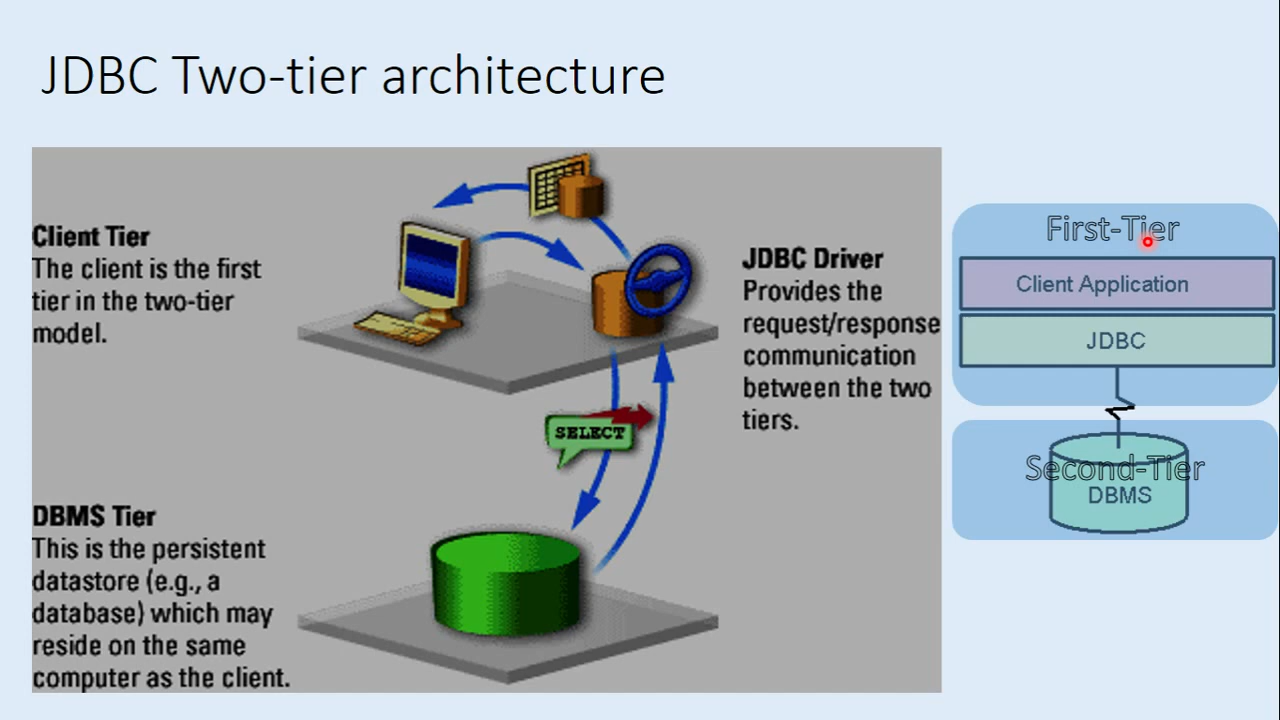 JDBC Two-tier architecture
Client Tier
The client is the first
tier in the two-tier
model.
JDBC Driver
Provides the
request/response
communication
between the two
tiers.
SELECT
DBMS Tier
This is the persistent
datastore (e.g., a
database) which may
reside on the same
computer as the client.
First-Tier
Client Application
JDBC
Second-Tier
DBMS